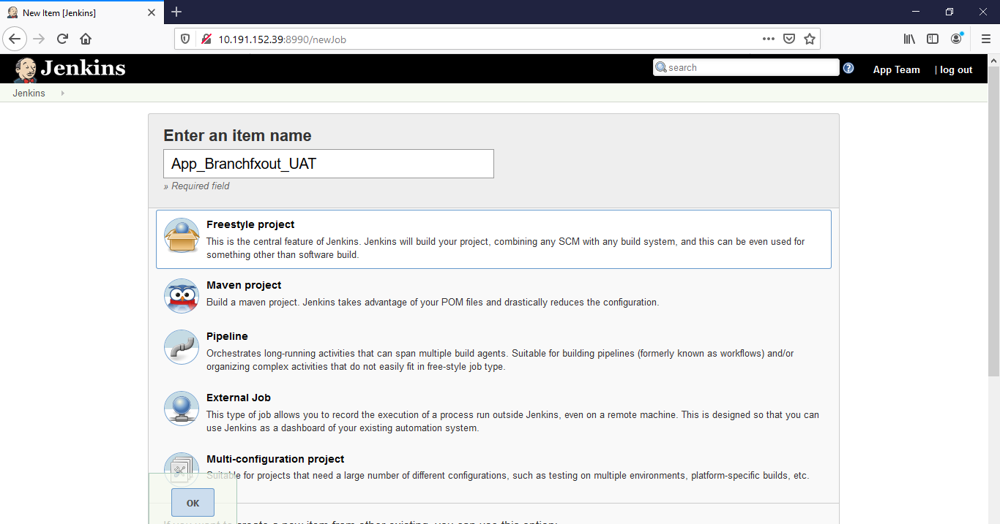 New Item [Jenkins]
10.191.152.39:8990/newJob
Jenkins
search
App Team
| log out
Jenkins
Enter an item name
App_Branchfxout_UAT
» Required field
Freestyle project
This is the central feature of Jenkins. Jenkins will build your project, combining any SCM with any build system, and this can be even used for
something other than software build.
Maven project
Build a maven project. Jenkins takes advantage of your POM files and drastically reduces the configuration.
Pipeline
Orchestrates long-running activities that can span multiple build agents. Suitable for building pipelines (formerly known as workflows) and/or
organizing complex activities that do not easily fit in free-style job type.
External Job
This type of job allows you to record the execution of a process run outside Jenkins, even on a remote machine. This is designed so that you can
use Jenkins as a dashboard of your existing automation system.
Multi-configuration project
Suitable for projects that need a large number of different configurations, such as testing on multiple environments, platform-specific builds, etc.
OK
If you want to create a new item from other existing, you can use this option: